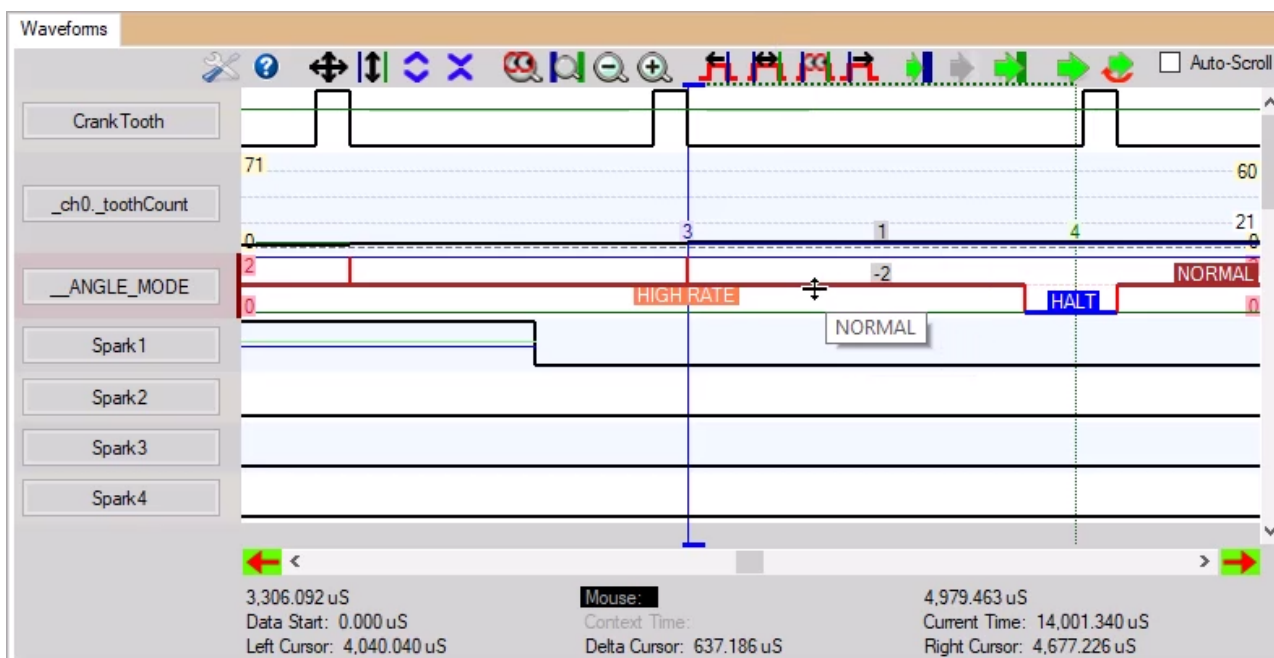 Waveforms
Auto-Scroll
CrankTooth
71
60
_ch0._toothCount
21
3
1
4
0
0
2
-2
NORMAL
__ANGLE_MODE
HIGH RATE
HALT
0
0
NORMAL
Spark1
Spark2
Spark3
Spark4
3,306.092 uS
Mouse:
4,979.463 uS
Data Start: 0.000 uS
Context Time:
Current Time: 14,001.340 uS
Left Cursor: 4,040.040 uS
Delta Cursor: 637.186 uS
Right Cursor: 4,677.226 uS